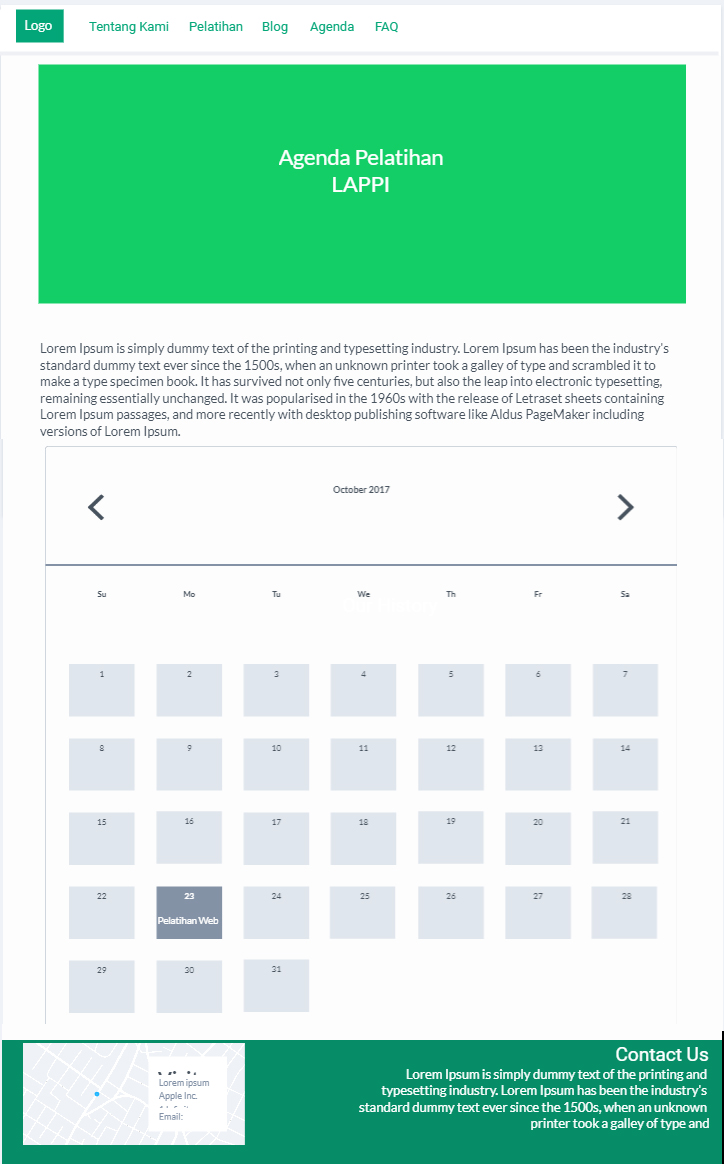 Logo Tentang Kami Pelatihan Blog Agenda FAQ
Agenda Pelatihan
LAPPI
Lorem Ipsum is simply dummy text of the printing and typesetting industry. Lorem Ipsum has been the industry's
standard dummy text ever since the 1500s, when an unknown printer took a galley of type and scrambled it to
make a type specimen book. It has survived not only five centuries, but also the leap into electronic typesetting,
remaining essentially unchanged. It was popularised in the 1960s with the release of Letraset sheets containing
Lorem Ipsum passages, and more recently with desktop publishing software like Aldus PageMaker including
versions of Lorem Ipsum.
October 2017
Su Mo Tu We Th Fr Sa
1 2 3 4 5 6 7
8 9 10 11 12 13 14
15 16 17 18 19 20 21
22 23 24 25 26 27 28
Pelatihan Web
29 30 31
Lorem ipsum
Apple Inc.
Email:
Contact Us
Lorem Ipsum is simply dummy text of the printing and
typesetting industry. Lorem Ipsum has been the industry's
standard dummy text ever since the 1500s, when an unknown
printer took a galley of type and